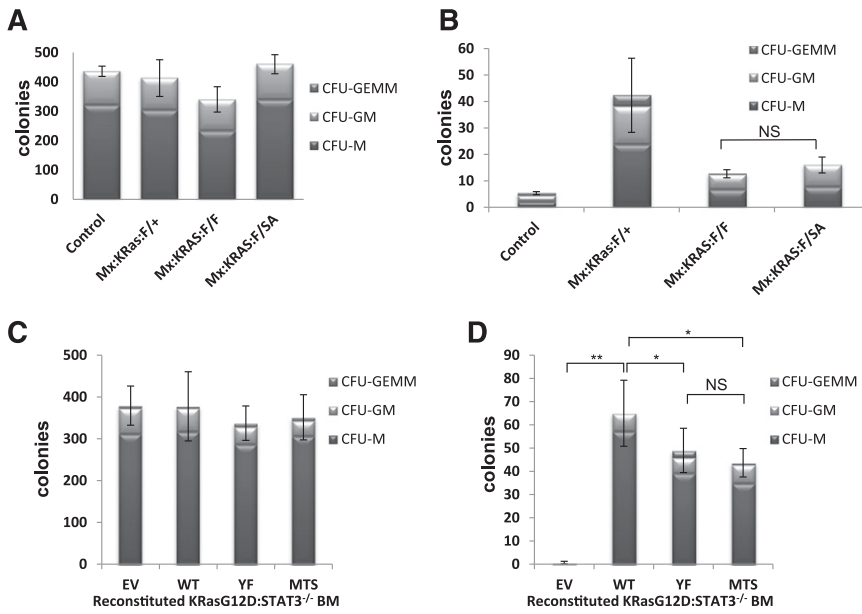 A
colonies
500
400
300
200
100
0
CFU-GEMM
CFU-GM
CFU-M
Control
Mx:KRas:F/+
Mx:KRAS:F/F
Mx:KRAS:F/SA
B
colonies
60
50
40
30
20
10
0
CFU-GEMM
CFU-GM
CFU-M
NS
Control
Mx:KRas:F/+
Mx:KRAS:F/F
Mx:KRAS:F/SA
C
colonies
500
400
300
200
100
0
CFU-GEMM
CFU-GM
CFU-M
EV WT YF MTS
Reconstituted KRasG12D:STAT3-/- BM
D
colonies
90
80
70
60
50
40
30
20
10
0
*
** *
NS
CFU-GEMM
CFU-GM
CFU-M
EV WT YF MTS
Reconstituted KRasG12D:STAT3-/- BM